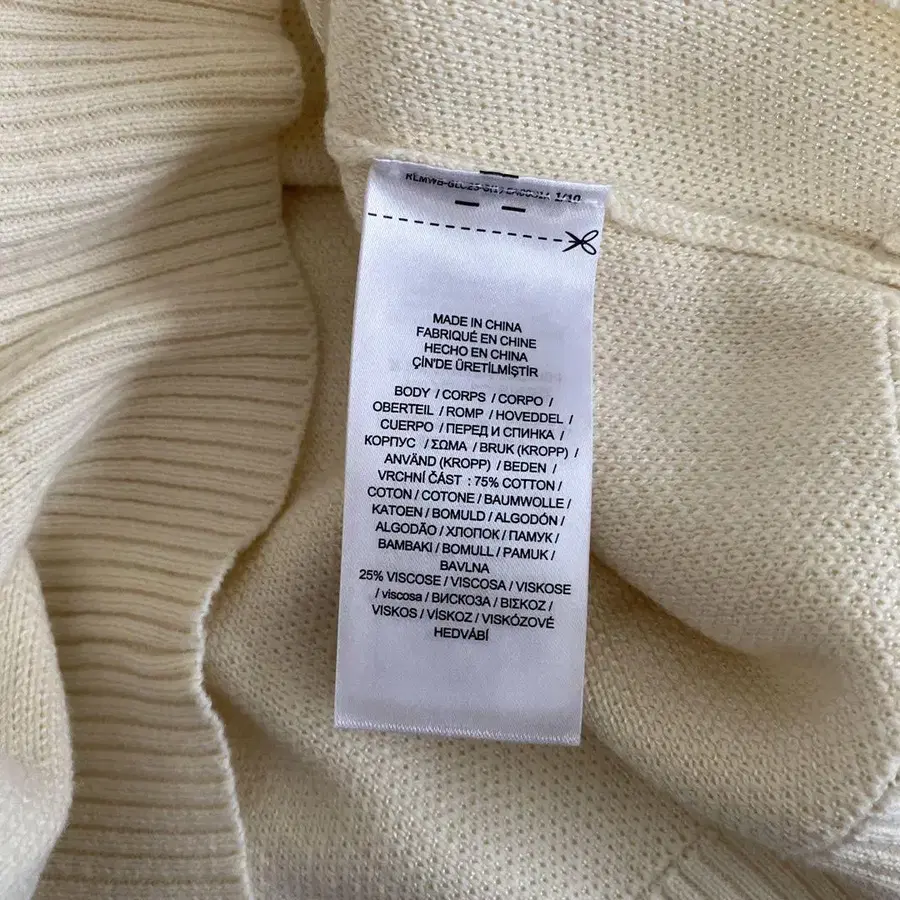 1/10
MADE IN CHINA
FABRIQUÉ EN CHINE
HECHO EN CHINA
ÇİN'DE ÜRETİLMİŞTİR
BODY / CORPS / CORPO /
OBERTEIL / ROMP / HOVEDDEL /
CUERPO / ПЕРЕД И СПИНКА /
КОРПУС / ΣΩΜΑ / BRUK (KROPP) /
ANVÄND (KROPP) / BEDEN /
VRCHNÍ ČÁST : 75% COTTON /
COTON / COTONE / BAUMWOLLE /
KATOEN / BOMULD / ALGODÓN /
ALGODÃO / ХЛОПОК / ПАМУК /
BAMBAKI / BOMULL / PAMUK /
BAVLNA
25% VISCOSE / VISCOSA / VISKOSE
/ viscosa / ВИСКОЗА / ΒΙΣΚΟΖ /
VISKOS / VİSKOZ / VISKÓZOVÉ
HEDVÁBÍ